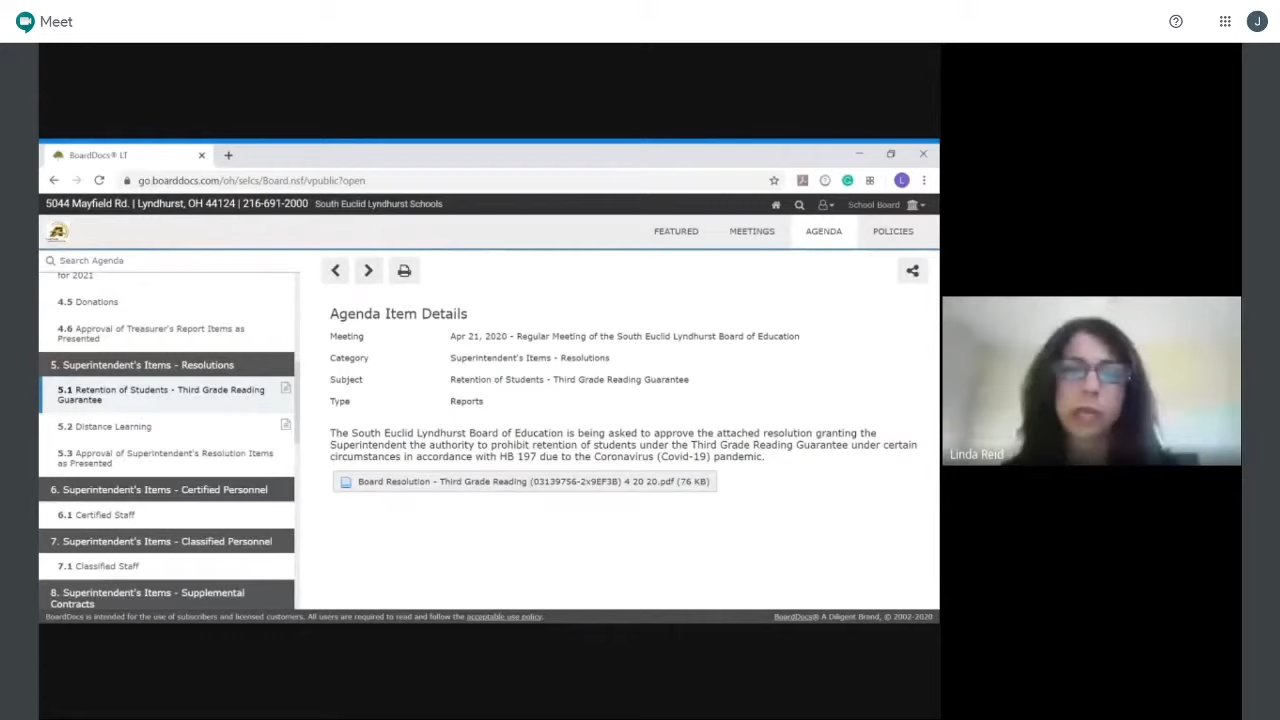 Meet
J
BoardDocs® LT
go.boarddocs.com/oh/selcs/Board.nsf/vpublic?open
L
5044 Mayfield Rd. | Lyndhurst, OH 44124 | 216-691-2000 South Euclid Lyndhurst Schools
School Board
FEATURED MEETINGS AGENDA POLICIES
Search Agenda
for 2021
4.5 Donations
4.6 Approval of Treasurer's Report Items as
Presented
5. Superintendent's Items - Resolutions
5.1 Retention of Students - Third Grade Reading
Guarantee
5.2 Distance Learning
5.3 Approval of Superintendent's Resolution Items
as Presented
6. Superintendent's Items - Certified Personnel
6.1 Certified Staff
7. Superintendent's Items - Classified Personnel
7.1 Classified Staff
8. Superintendent's Items - Supplemental
Contracts
Agenda Item Details
Meeting Apr 21, 2020 - Regular Meeting of the South Euclid Lyndhurst Board of Education
Category Superintendent's Items - Resolutions
Subject Retention of Students - Third Grade Reading Guarantee
Type Reports
The South Euclid Lyndhurst Board of Education is being asked to approve the attached resolution granting the
Superintendent the authority to prohibit retention of students under the Third Grade Reading Guarantee under certain
circumstances in accordance with HB 197 due to the Coronavirus (Covid-19) pandemic.
Board Resolution - Third Grade Reading (03139756-2x9EF3B) 4 20 20.pdf (76 KB)
BoardDocs is intended for the use of subscribers and licensed customers. All users are required to read and follow the acceptable use policy.
BoardDocs® A Diligent Brand, © 2002-2020
Linda Reid